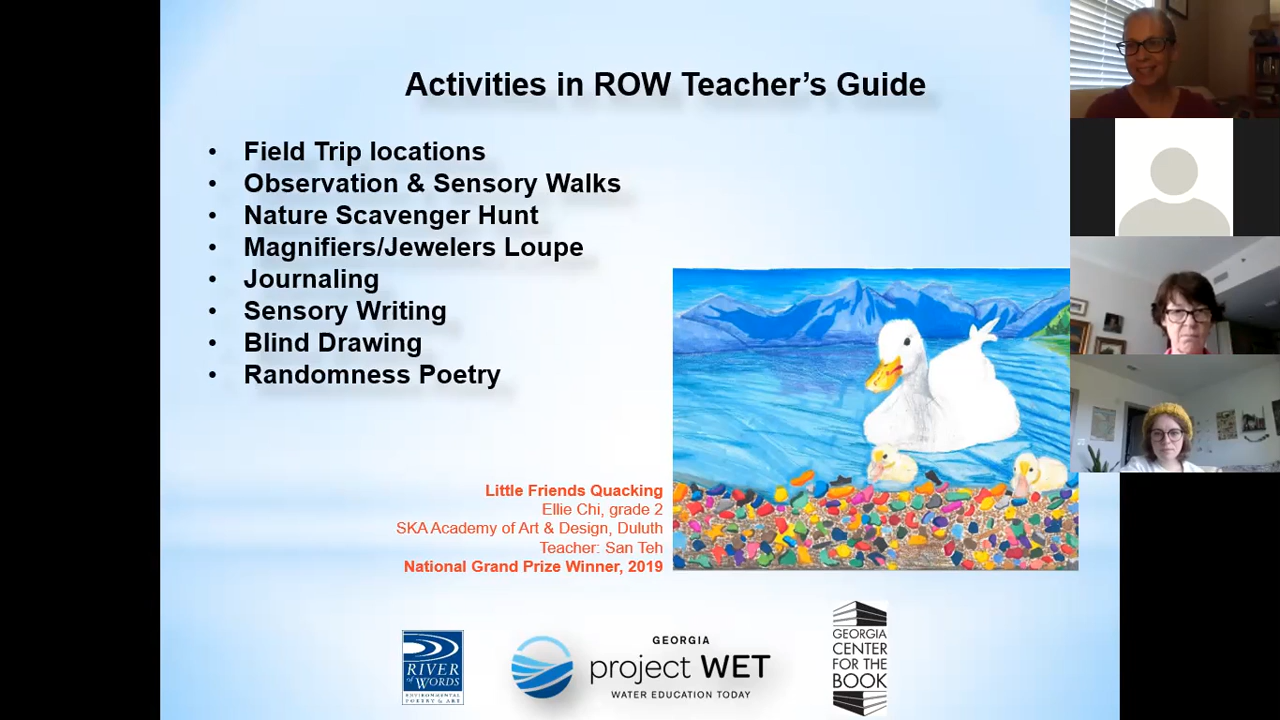 Activities in ROW Teacher's Guide
• Field Trip locations
• Observation & Sensory Walks
• Nature Scavenger Hunt
• Magnifiers/Jewelers Loupe
• Journaling
• Sensory Writing
• Blind Drawing
• Randomness Poetry
Little Friends Quacking
Ellie Chi, grade 2
SKA Academy of Art & Design, Duluth
Teacher: San Teh
National Grand Prize Winner, 2019
RIVER
of WORDS
ENVIRONMENTAL
POETRY & ART
GEORGIA
project WET
WATER EDUCATION TODAY
GEORGIA
CENTER
FOR THE
BOOK